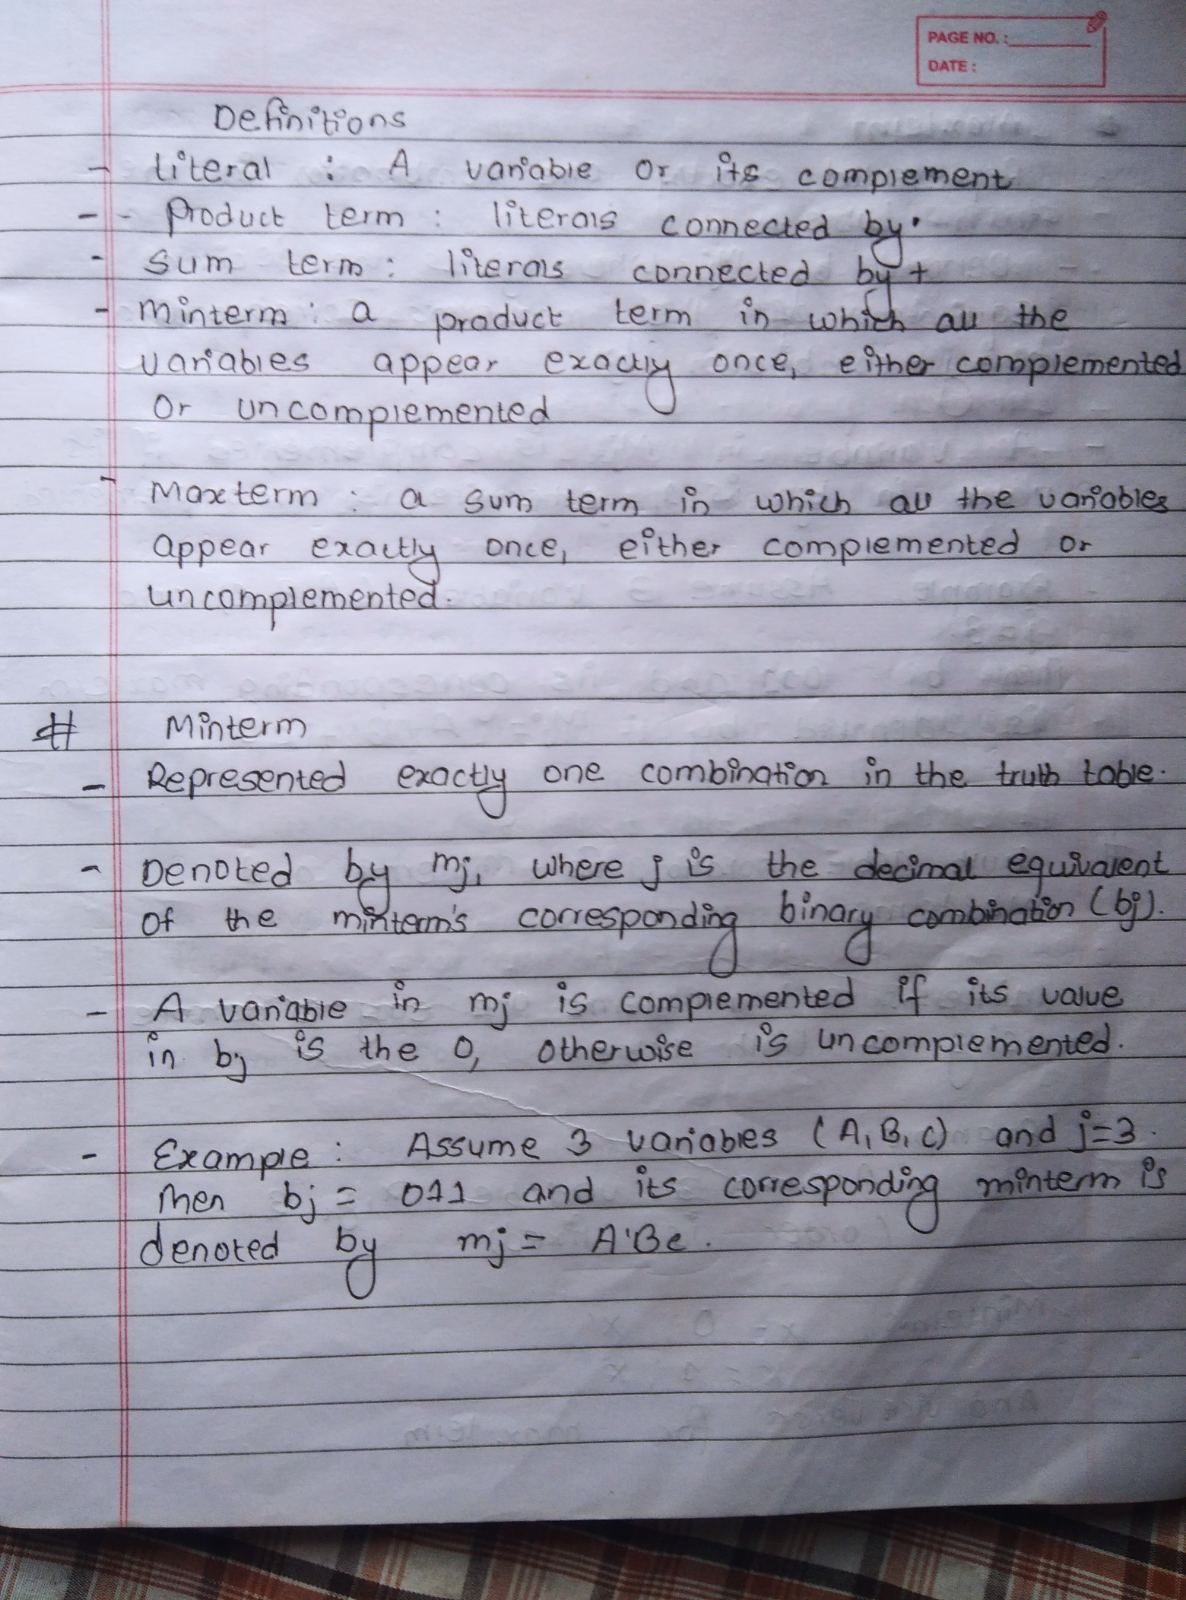 PAGE NO. :
DATE :
Definitions
- literal : A variable or its complement
- - Product term : literals connected by •
- Sum term : literals connected by +
- Minterm : a product term in which all the
variables appear exactly once, either complemented
or uncomplemented
- Maxterm : a sum term in which all the variables
appear exactly once, either complemented or
uncomplemented.
# Minterm
- Represented exactly one combination in the truth table.
- Denoted by mj, where j is the decimal equivalent
of the minterm's corresponding binary combination (bj).
- A variable in mj is complemented if its value
in bj is the 0, otherwise is uncomplemented.
- Example : Assume 3 variables (A, B, C) and j=3.
Then bj = 011 and its corresponding minterm is
denoted by mj = A'BC.